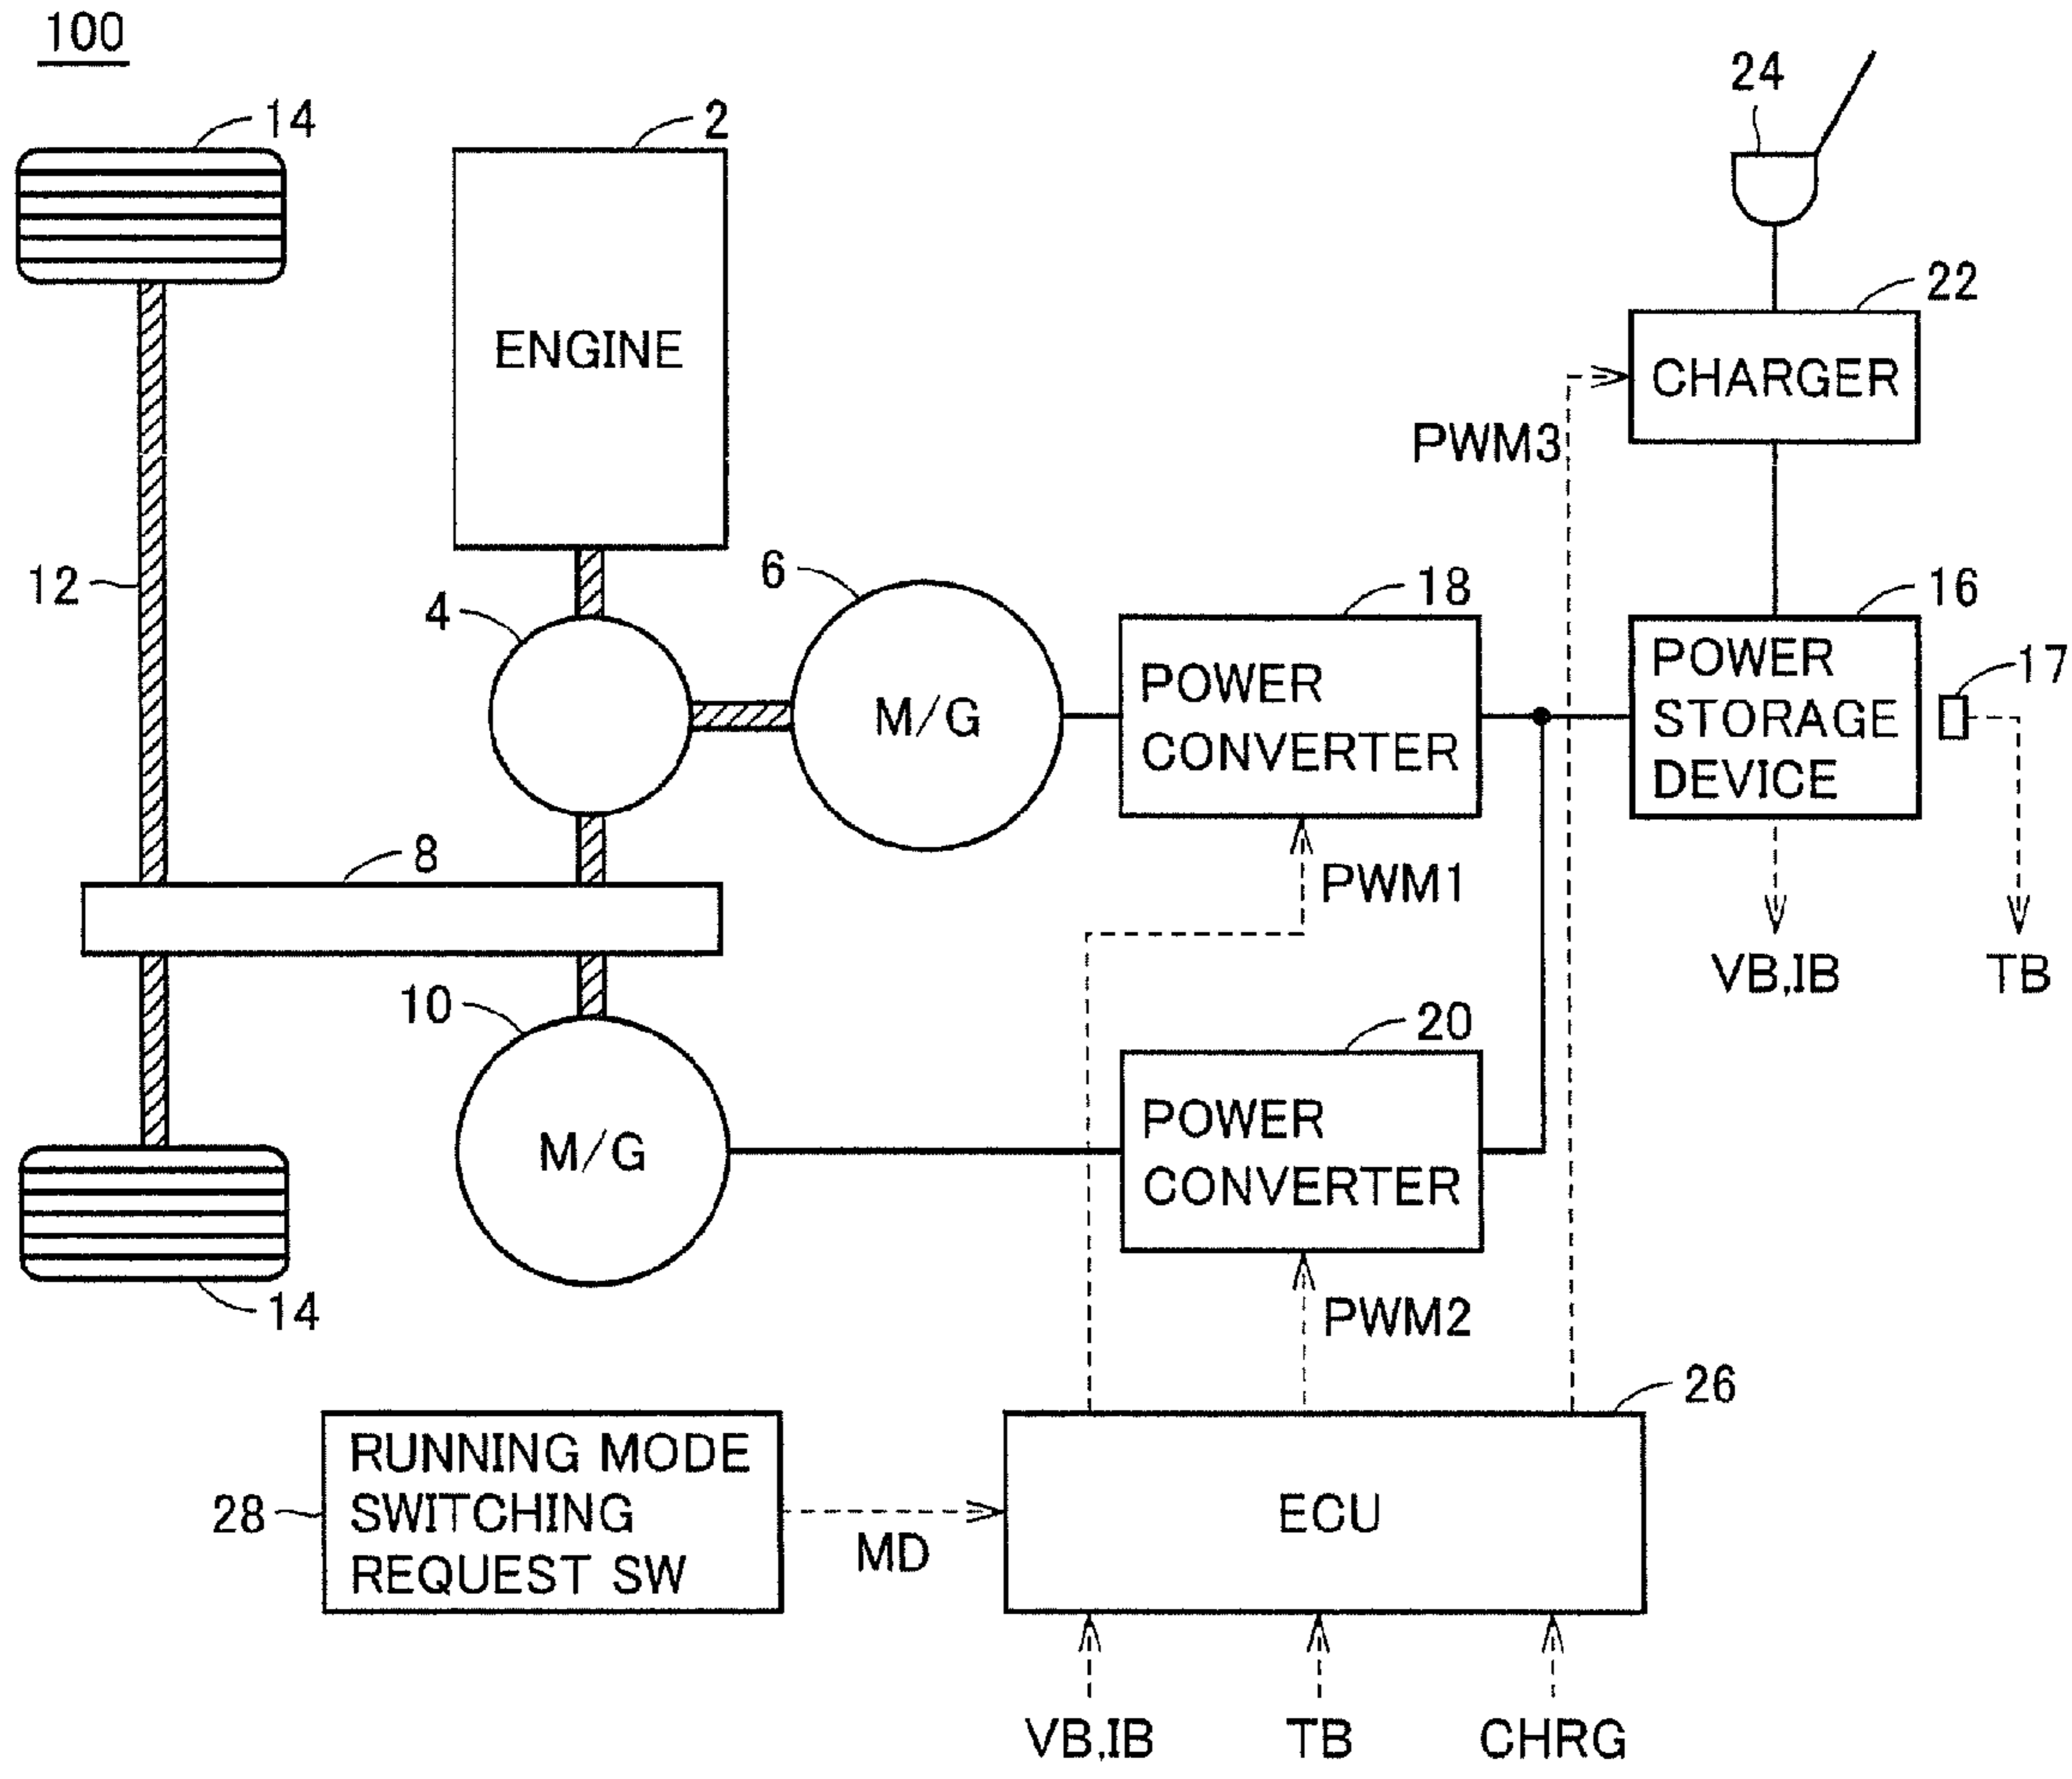 100
14
2
24
ENGINE
22
CHARGER
PWM3
12
6
4
18
16
M/G
POWER
CONVERTER
POWER
STORAGE
DEVICE
17
8
PWM1
VB,IB
TB
10
20
M/G
POWER
CONVERTER
14
PWM2
26
28
RUNNING MODE
SWITCHING
REQUEST SW
MD
ECU
VB,IB
TB
CHRG